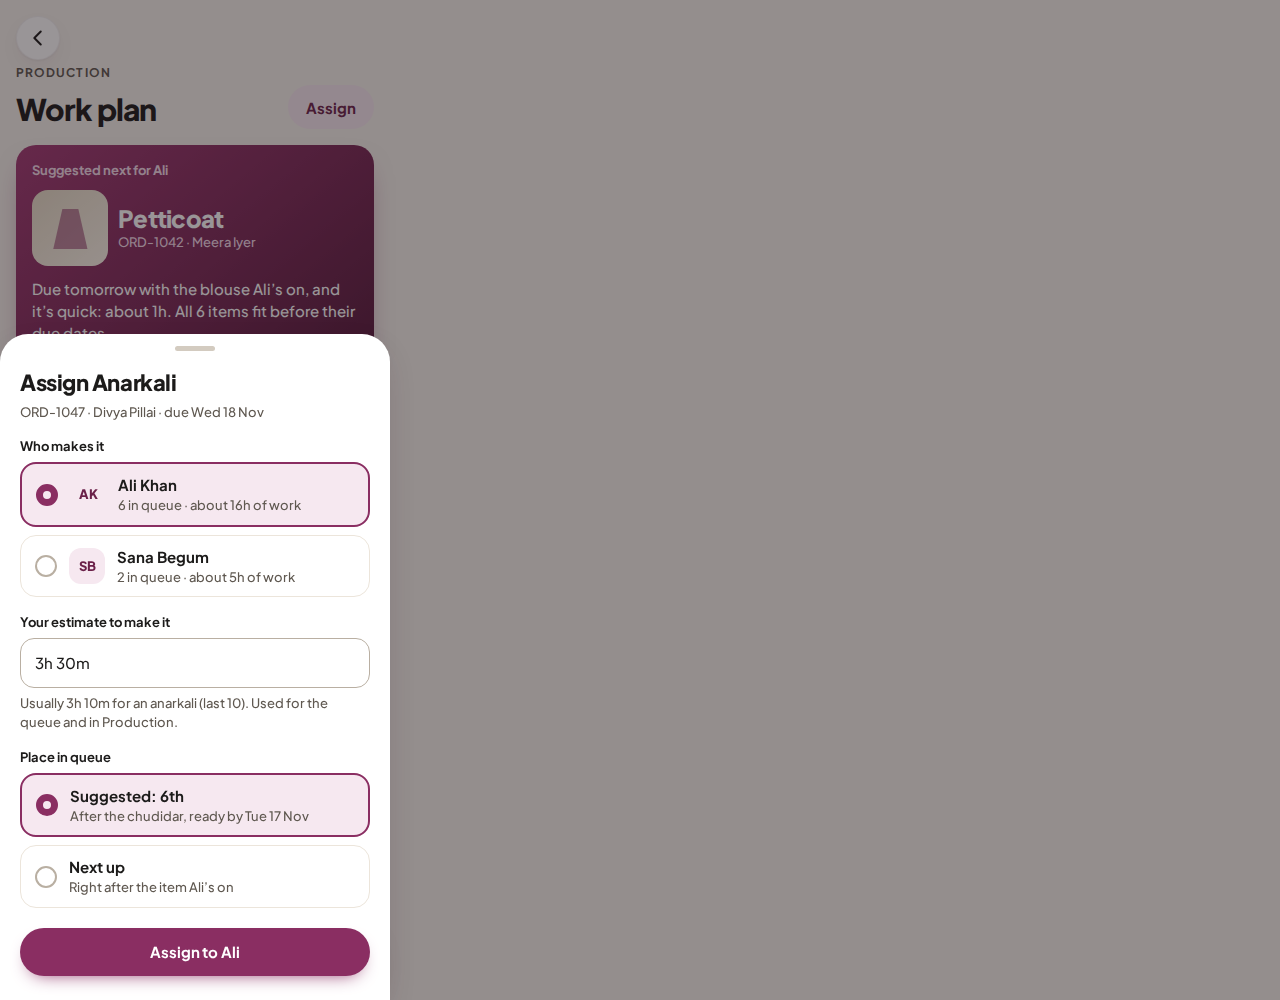 PRODUCTION
Work plan
Assign
Suggested next for Ali
Petticoat
ORD-1042 · Meera Iyer
Due tomorrow with the blouse Ali’s on, and
it’s quick: about 1h. All 6 items fit before their
due dates
Assign Anarkali
ORD-1047 · Divya Pillai · due Wed 18 Nov
Who makes it
AK
Ali Khan
6 in queue · about 16h of work
SB
Sana Begum
2 in queue · about 5h of work
Your estimate to make it
3h 30m
Usually 3h 10m for an anarkali (last 10). Used for the
queue and in Production.
Place in queue
Suggested: 6th
After the chudidar, ready by Tue 17 Nov
Next up
Right after the item Ali’s on
Assign to Ali